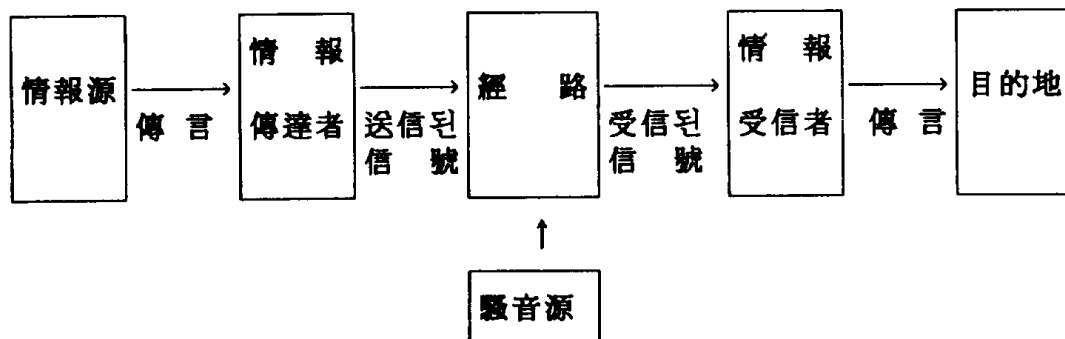 情報源
傳言
情報
傳達者
送信된
信號
經路
受信된
信號
情報
受信者
傳言
目的地
騷音源